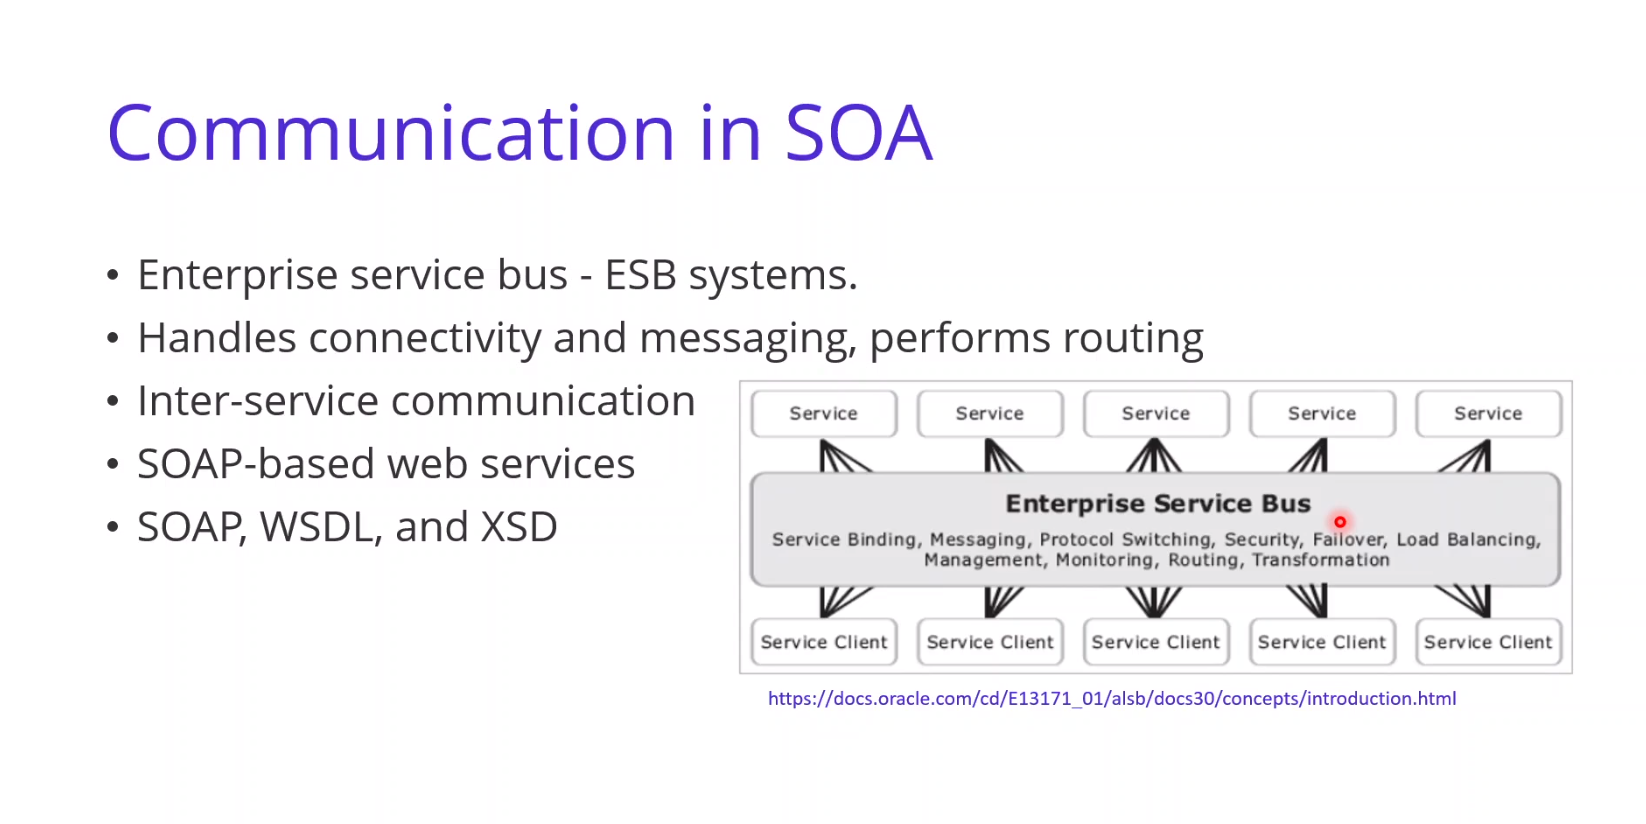 Communication in SOA
• Enterprise service bus - ESB systems.
• Handles connectivity and messaging, performs routing
• Inter-service communication
• SOAP-based web services
• SOAP, WSDL, and XSD
Service Service Service Service Service
Enterprise Service Bus
Service Binding, Messaging, Protocol Switching, Security, Failover, Load Balancing,
Management, Monitoring, Routing, Transformation
Service Client Service Client Service Client Service Client Service Client
https://docs.oracle.com/cd/E13171_01/alsb/docs30/concepts/introduction.html